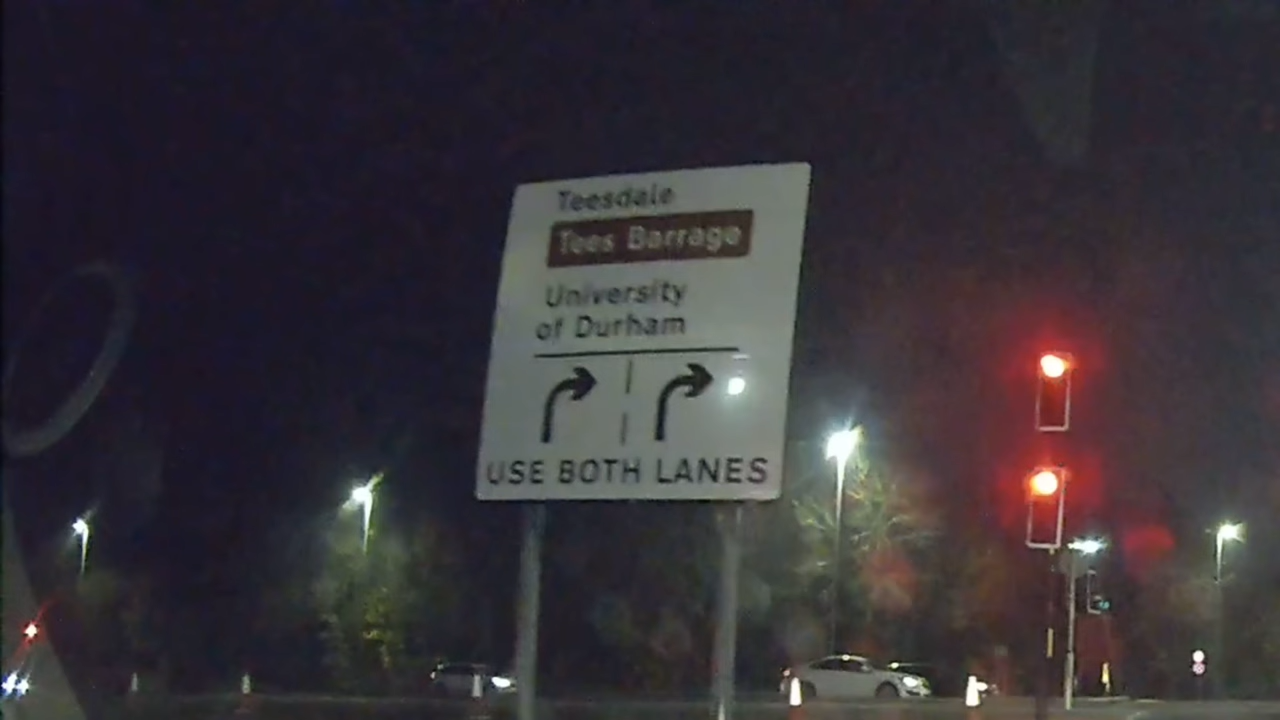 Teesdale
Tees Barrage
University
of Durham
USE BOTH LANES